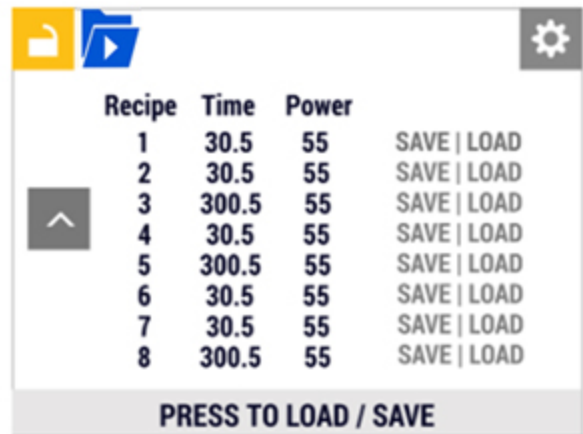 Recipe Time Power
1 30.5 55 SAVE | LOAD
2 30.5 55 SAVE | LOAD
3 300.5 55 SAVE | LOAD
4 30.5 55 SAVE | LOAD
5 300.5 55 SAVE | LOAD
6 30.5 55 SAVE | LOAD
7 30.5 55 SAVE | LOAD
8 300.5 55 SAVE | LOAD
PRESS TO LOAD / SAVE